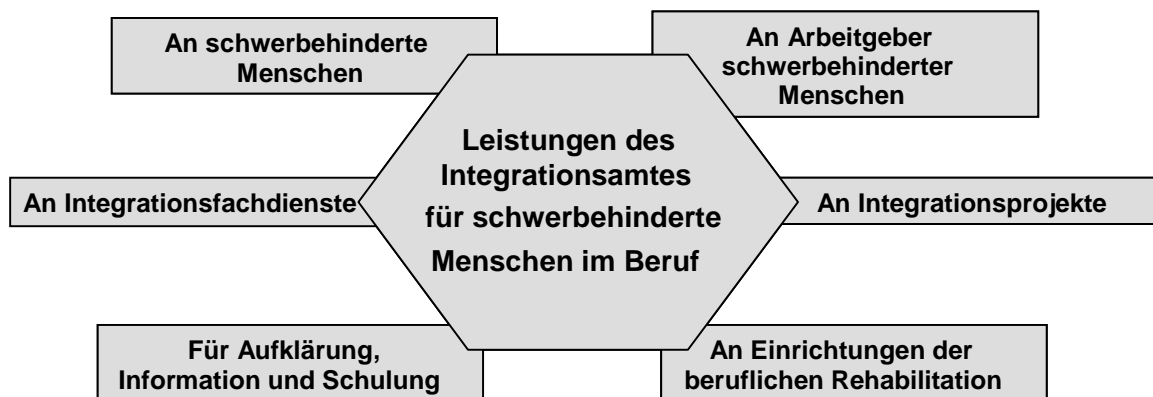 An schwerbehinderte
Menschen
An Arbeitgeber
schwerbehinderter
Menschen
Leistungen des
Integrationsamtes
für schwerbehinderte
Menschen im Beruf
An Integrationsfachdienste
An Integrationsprojekte
Für Aufklärung,
Information und Schulung
An Einrichtungen der
beruflichen Rehabilitation